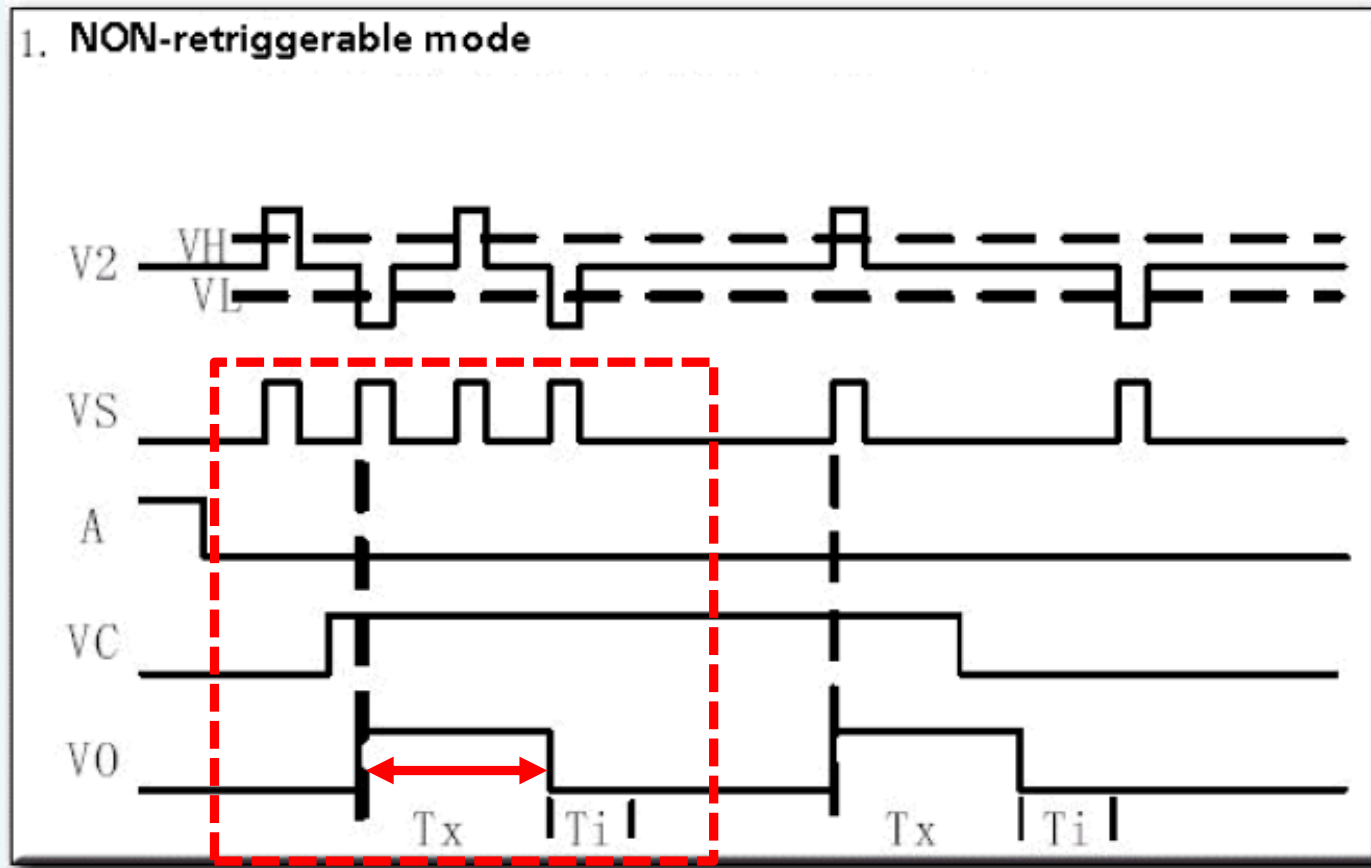 1. NON-retriggerable mode
VH
V2
VL
VS
A
VC
VO
Tx Ti Tx Ti